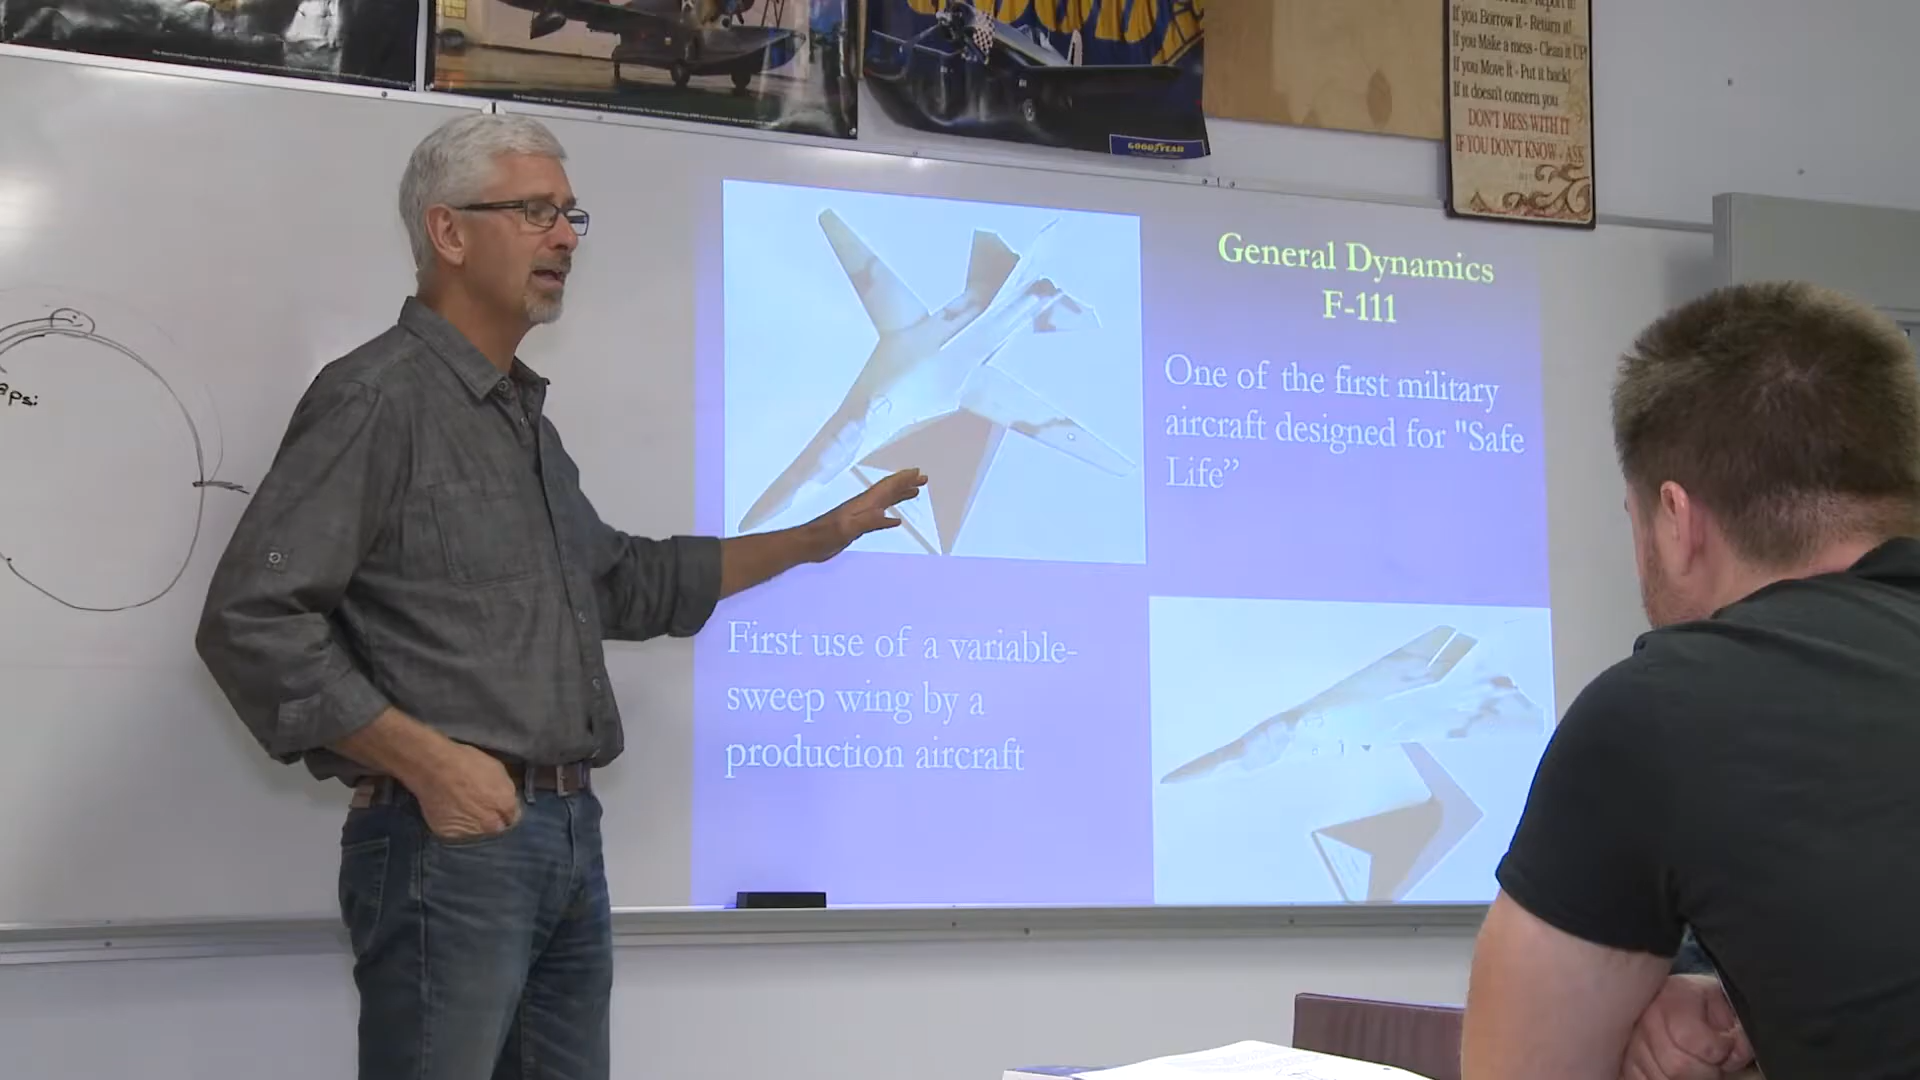 If you Borrow it - Return it!
If you Make a mess - Clean it UP!
If you Move it - Put it back!
If it doesn't concern you
DON'T MESS WITH IT
IF YOU DON'T KNOW - ASK
GOODYEAR
General Dynamics
F-111
One of the first military
aircraft designed for "Safe
Life”
First use of a variable-
sweep wing by a
production aircraft